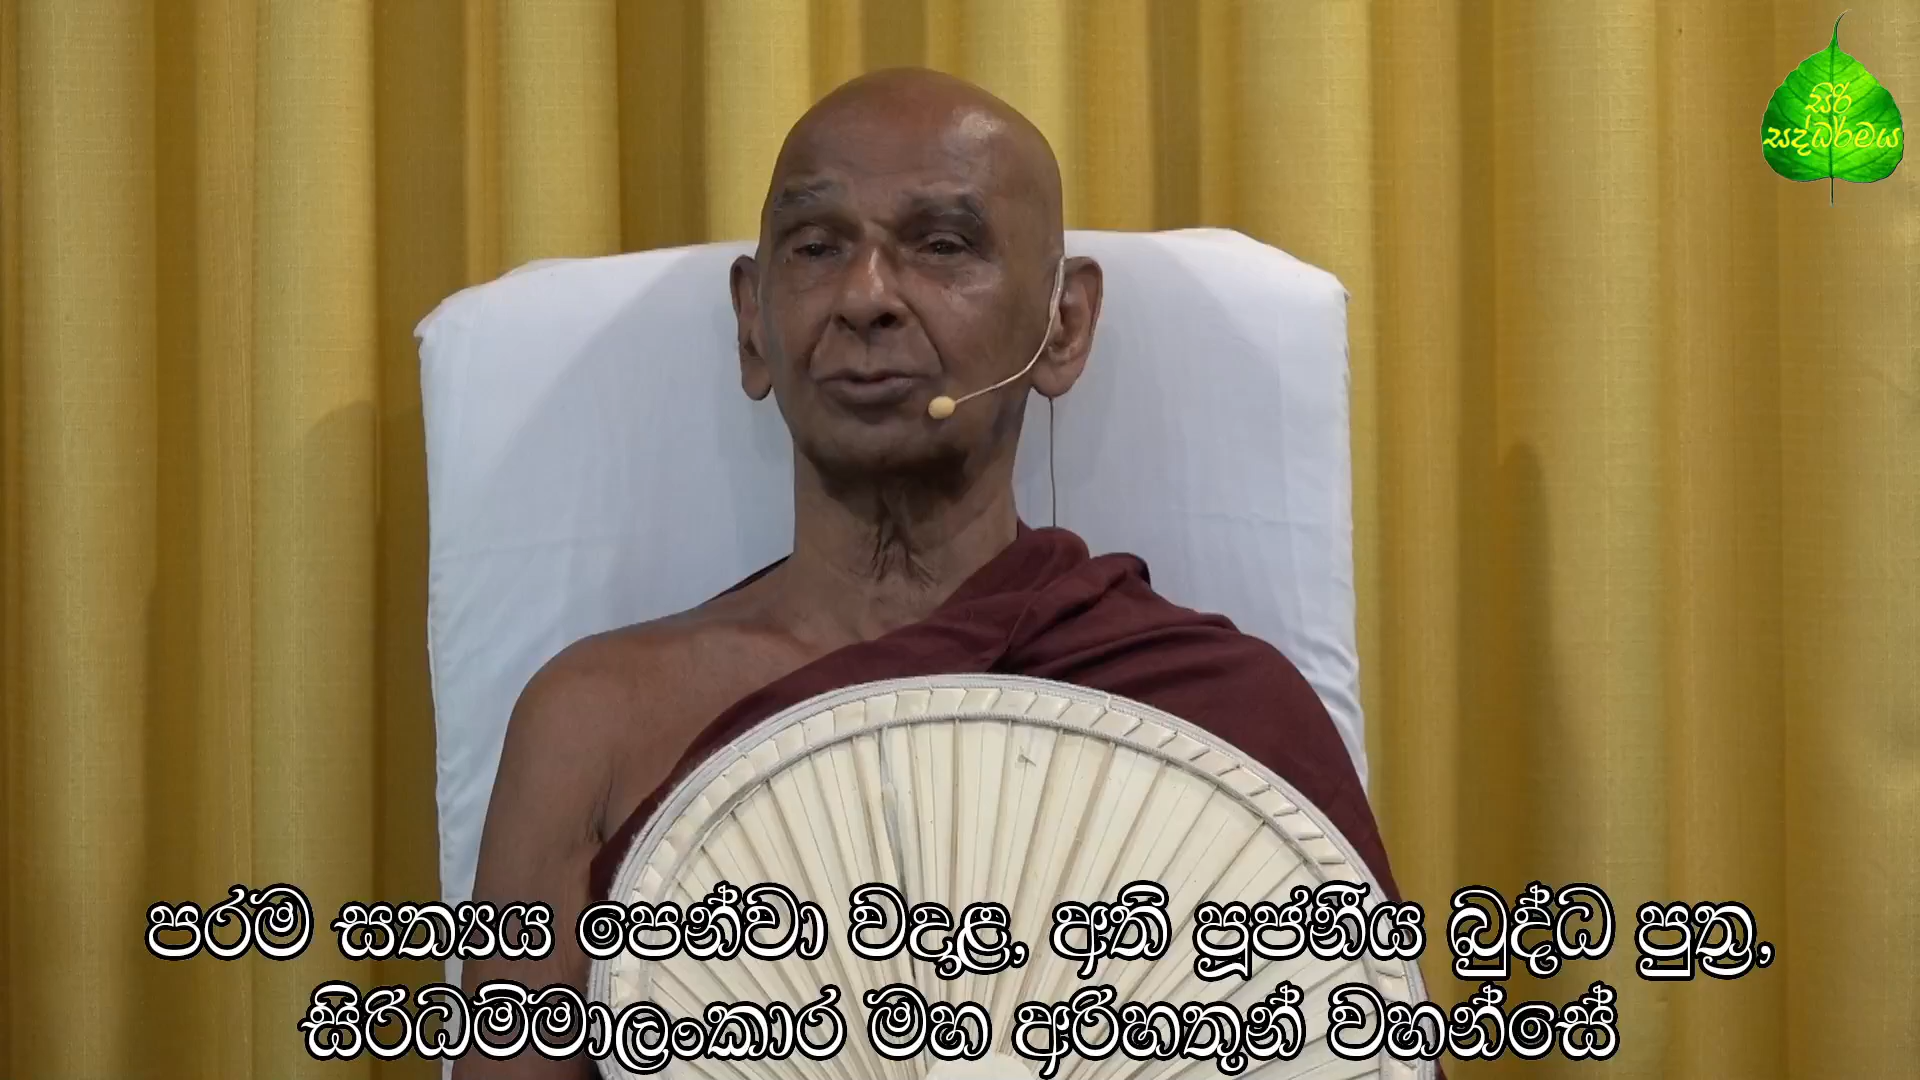 සිරි
සද්ධර්මය
පරම සත්‍යය පෙන්වා වදාළ, අති පූජනීය බුද්ධ පුත්‍ර,
සිරිධම්මාලංකාර මහ අරිහතූන් වහන්සේ